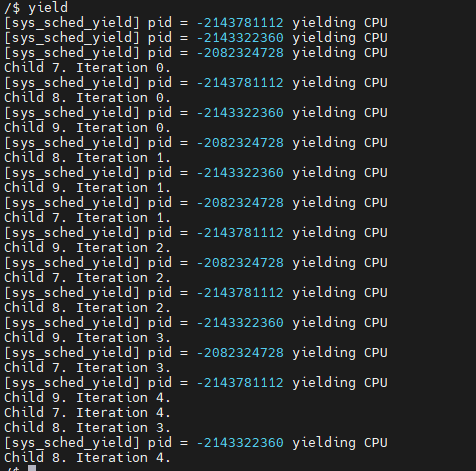 /$ yield
[sys_sched_yield] pid = -2143781112 yielding CPU
[sys_sched_yield] pid = -2143322360 yielding CPU
[sys_sched_yield] pid = -2082324728 yielding CPU
Child 7. Iteration 0.
[sys_sched_yield] pid = -2143781112 yielding CPU
Child 8. Iteration 0.
[sys_sched_yield] pid = -2143322360 yielding CPU
Child 9. Iteration 0.
[sys_sched_yield] pid = -2082324728 yielding CPU
Child 8. Iteration 1.
[sys_sched_yield] pid = -2143322360 yielding CPU
Child 9. Iteration 1.
[sys_sched_yield] pid = -2082324728 yielding CPU
Child 7. Iteration 1.
[sys_sched_yield] pid = -2143781112 yielding CPU
Child 9. Iteration 2.
[sys_sched_yield] pid = -2082324728 yielding CPU
Child 7. Iteration 2.
[sys_sched_yield] pid = -2143781112 yielding CPU
Child 8. Iteration 2.
[sys_sched_yield] pid = -2143322360 yielding CPU
Child 9. Iteration 3.
[sys_sched_yield] pid = -2082324728 yielding CPU
Child 7. Iteration 3.
[sys_sched_yield] pid = -2143781112 yielding CPU
Child 9. Iteration 4.
Child 7. Iteration 4.
Child 8. Iteration 3.
[sys_sched_yield] pid = -2143322360 yielding CPU
Child 8. Iteration 4.
/$